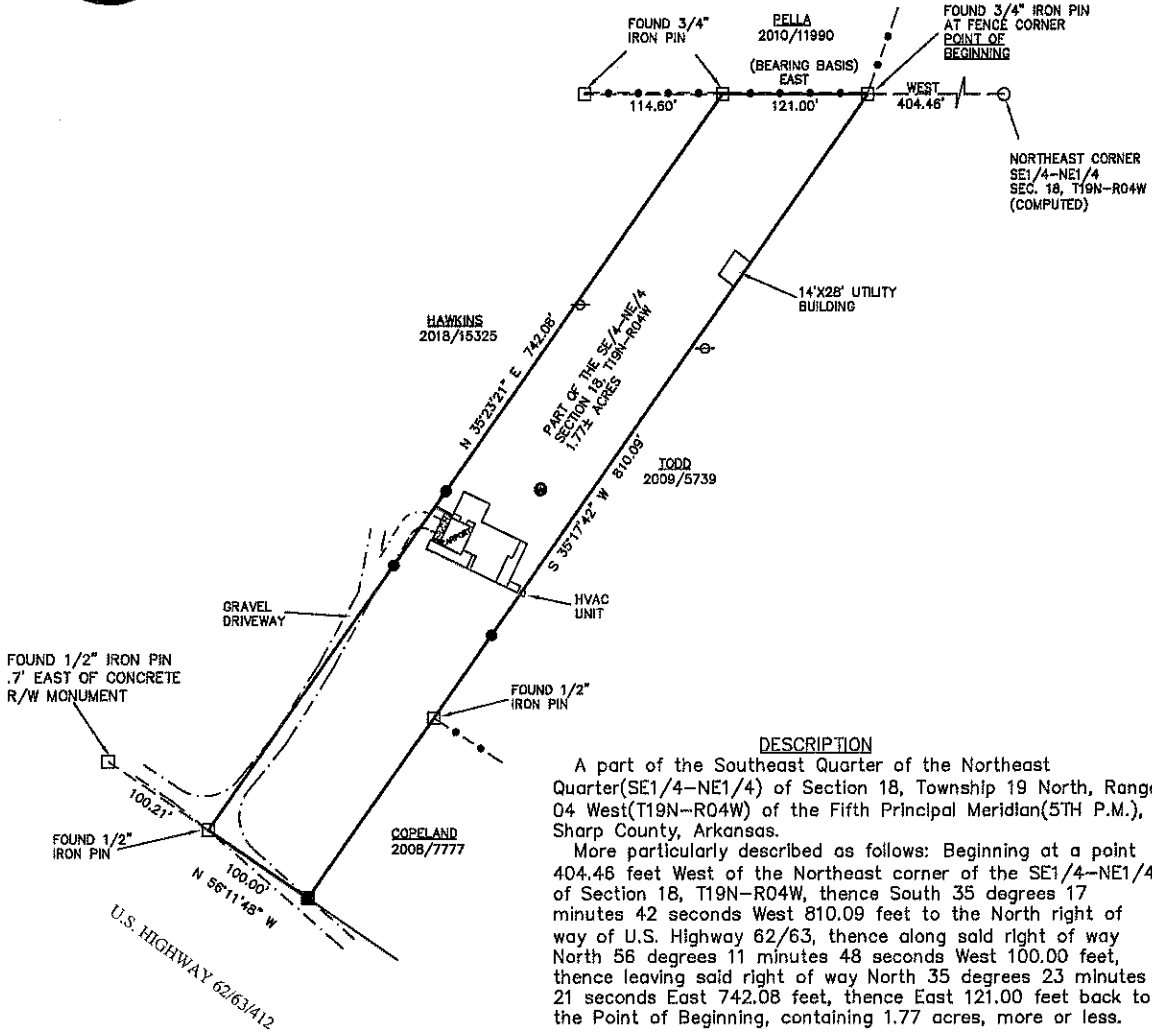 FOUND 3/4"
IRON PIN
PELLA
2010/11990
FOUND 3/4" IRON PIN
AT FENCE CORNER
POINT OF
BEGINNING
(BEARING BASIS)
EAST
114.60'
121.00'
WEST
404.46'
NORTHEAST CORNER
SE1/4-NE1/4
SEC. 18, T19N-R04W
(COMPUTED)
14'X28' UTILITY
BUILDING
HAWKINS
2018/15325
N 35°23'21" E 742.08'
PART OF THE SE/4-NE/4
SECTION 18, T19N-R04W
1.77± ACRES
TODD
2009/5739
S 35°17'42" W 810.09'
CARPORT
GRAVEL
DRIVEWAY
HVAC
UNIT
FOUND 1/2" IRON PIN
.7' EAST OF CONCRETE
R/W MONUMENT
FOUND 1/2"
IRON PIN
100.21'
FOUND 1/2"
IRON PIN
COPELAND
2008/7777
100.00'
N 56°11'48" W
U.S. HIGHWAY 62/63/412
DESCRIPTION
A part of the Southeast Quarter of the Northeast
Quarter(SE1/4-NE1/4) of Section 18, Township 19 North, Range
04 West(T19N-R04W) of the Fifth Principal Meridian(5TH P.M.),
Sharp County, Arkansas.
More particularly described as follows: Beginning at a point
404.46 feet West of the Northeast corner of the SE1/4-NE1/4
of Section 18, T19N-R04W, thence South 35 degrees 17
minutes 42 seconds West 810.09 feet to the North right of
way of U.S. Highway 62/63, thence along said right of way
North 56 degrees 11 minutes 48 seconds West 100.00 feet,
thence leaving said right of way North 35 degrees 23 minutes
21 seconds East 742.08 feet, thence East 121.00 feet back to
the Point of Beginning, containing 1.77 acres, more or less.